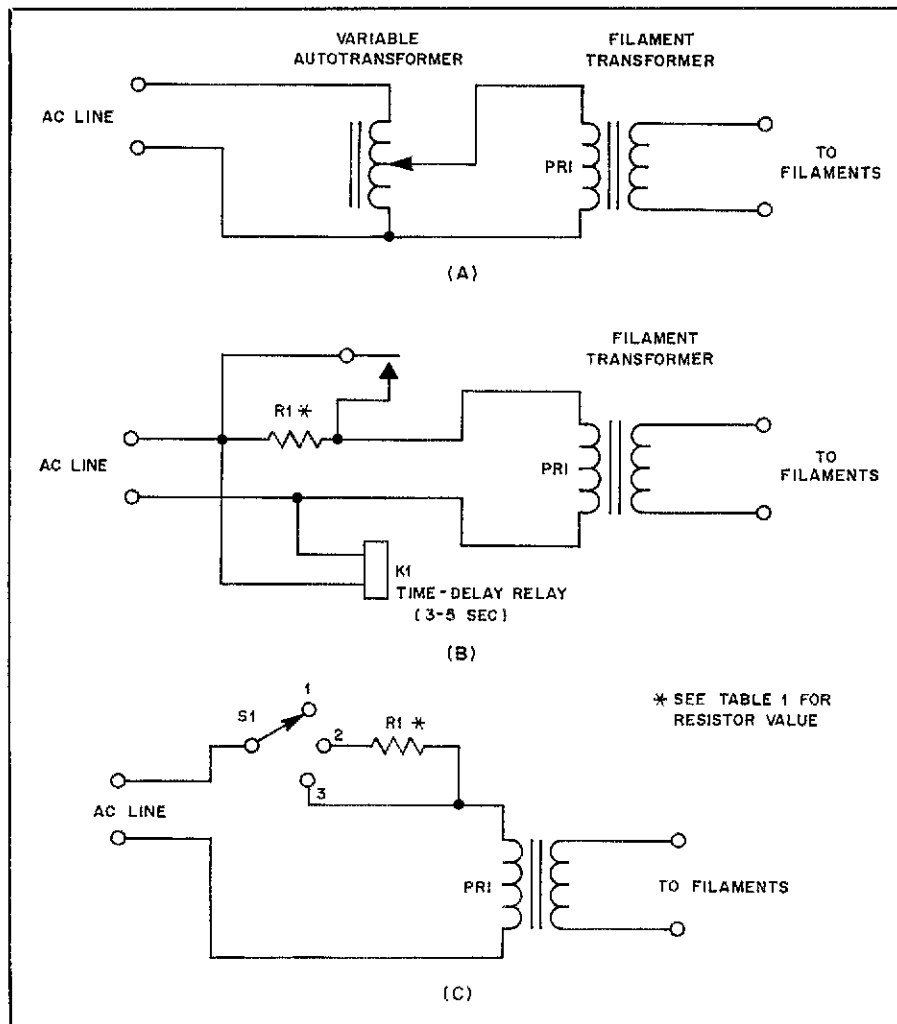 VARIABLE
AUTOTRANSFORMER
FILAMENT
TRANSFORMER
AC LINE
PRI
TO
FILAMENTS
(A)
FILAMENT
TRANSFORMER
R1 *
AC LINE
PRI
TO
FILAMENTS
K1
TIME-DELAY RELAY
(3-5 SEC)
(B)
1
* SEE TABLE 1 FOR
RESISTOR VALUE
S1
2
R1 *
3
AC LINE
PRI
TO FILAMENTS
(C)